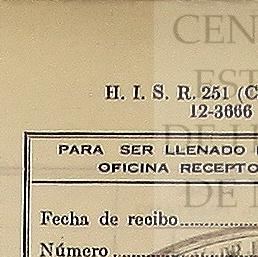 H. I. S. R. 251 (C
12-3666
PARA SER LLENADO
OFICINA RECEPTO
Fecha de recibo
Número